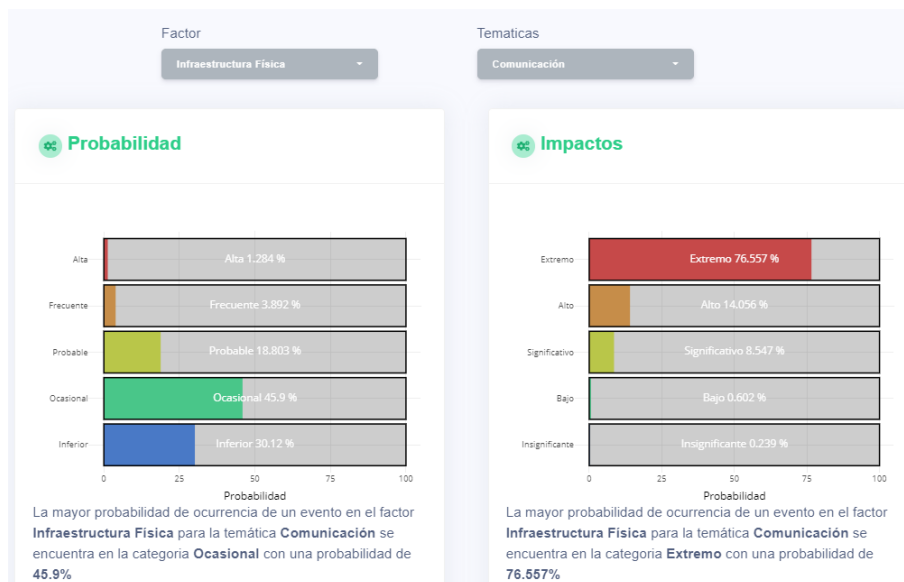 Factor
Tematicas
Infraestructura Física
Comunicación
Probabilidad
Alta
Alta 1.284 %
Frecuente
Frecuente 3.892 %
Probable
Probable 18.803 %
Ocasional
Ocasional 45.9 %
Inferior
Inferior 30.12 %
0 25 50 75 100
Probabilidad
La mayor probabilidad de ocurrencia de un evento en el factor
Infraestructura Física para la temática Comunicación se
encuentra en la categoria Ocasional con una probabilidad de
45.9%
Impactos
Extremo
Extremo 76.557 %
Alto
Alto 14.056 %
Significativo
Significativo 8.547 %
Bajo
Bajo 0.602 %
Insignificante
Insignificante 0.239 %
0 25 50 75 100
Probabilidad
La mayor probabilidad de ocurrencia de un evento en el factor
Infraestructura Física para la temática Comunicación se
encuentra en la categoria Extremo con una probabilidad de
76.557%